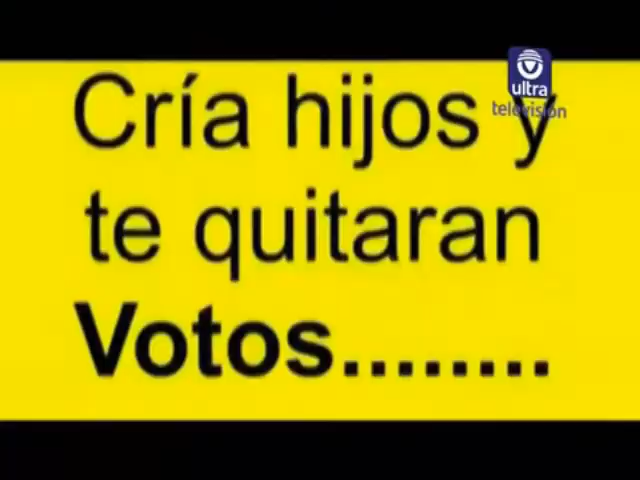 Cría hijos y
te quitaran
Votos........
ultra
televisión